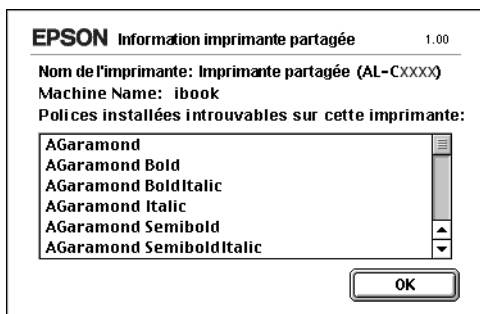 EPSON Information imprimante partagée 1.00
Nom de l'imprimante: Imprimante partagée (AL-CXXXX)
Machine Name: ibook
Polices installées introuvables sur cette imprimante:
AGaramond
AGaramond Bold
AGaramond BoldItalic
AGaramond Italic
AGaramond Semibold
AGaramond SemiboldItalic
OK